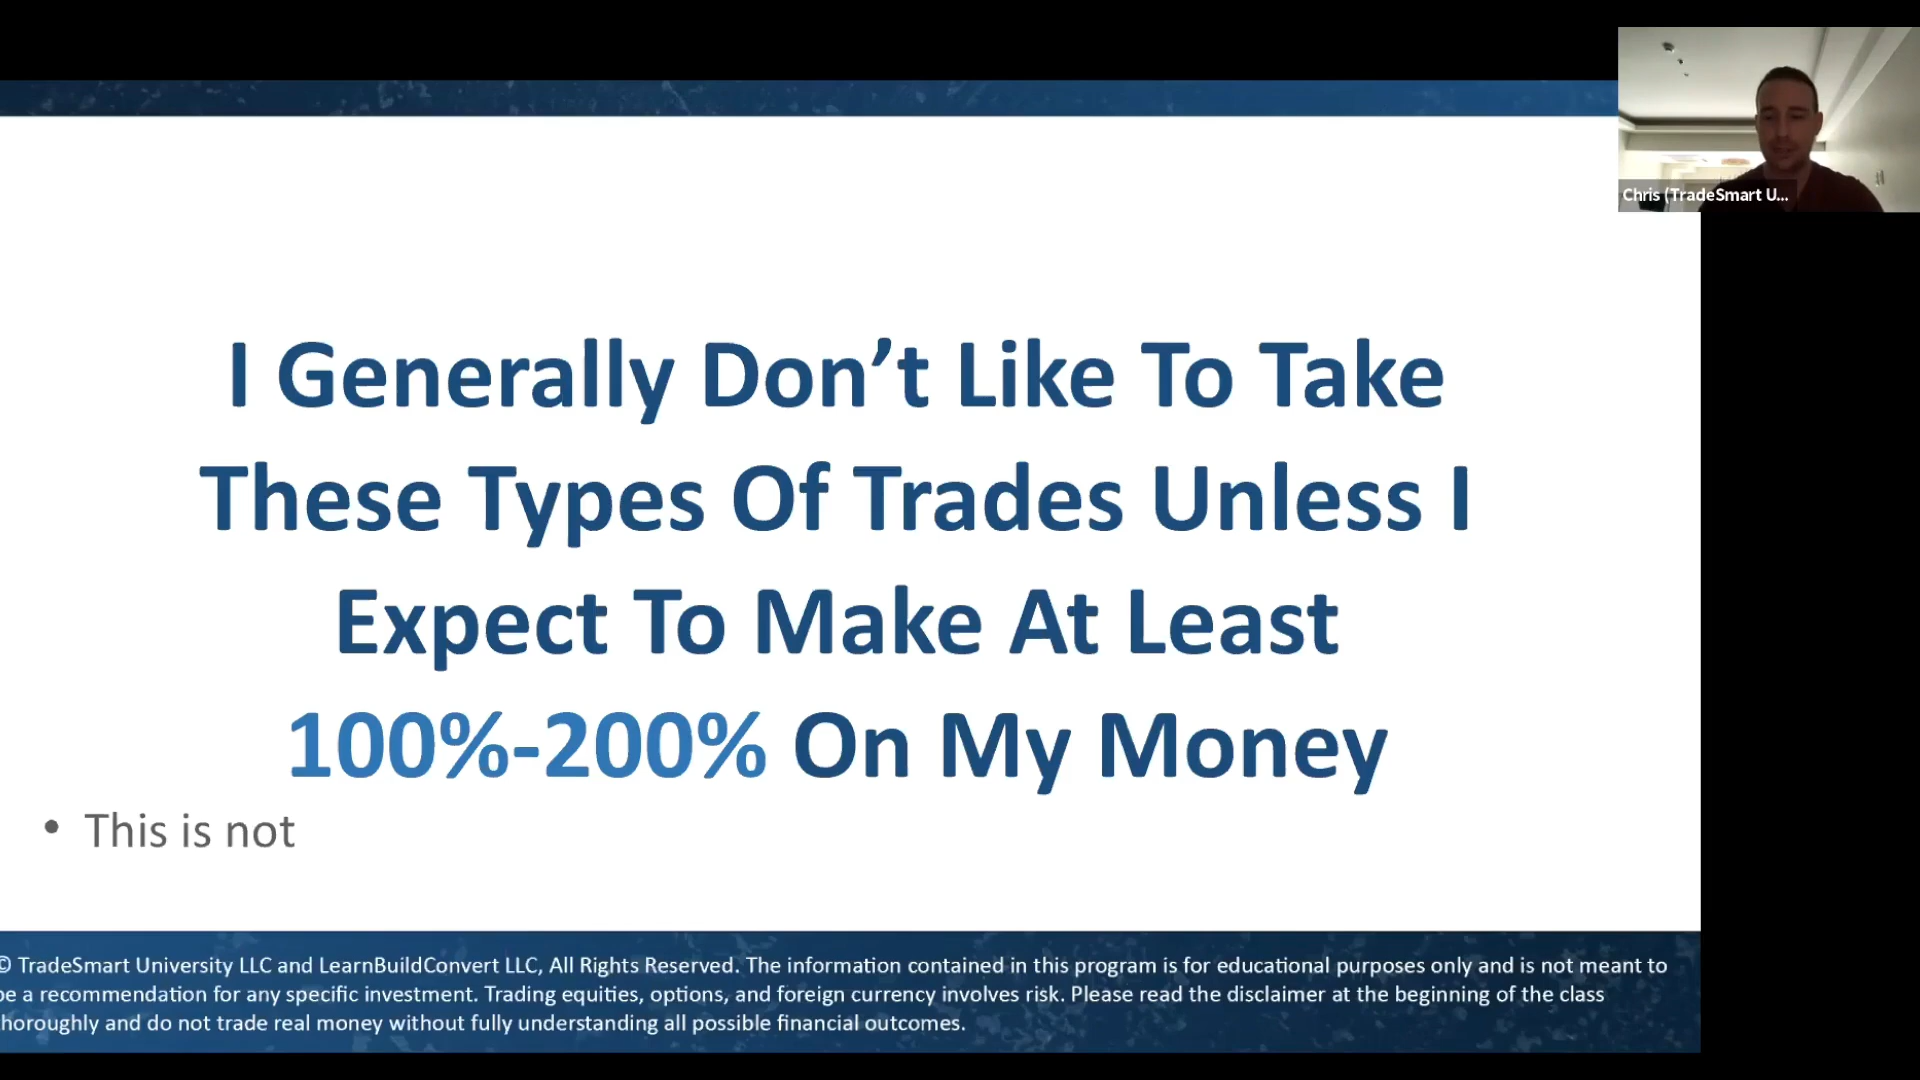 Chris (TradeSmart U...
I Generally Don’t Like To Take
These Types Of Trades Unless I
Expect To Make At Least
100%-200% On My Money
• This is not
© TradeSmart University LLC and LearnBuildConvert LLC, All Rights Reserved. The information contained in this program is for educational purposes only and is not meant to
be a recommendation for any specific investment. Trading equities, options, and foreign currency involves risk. Please read the disclaimer at the beginning of the class
horoughly and do not trade real money without fully understanding all possible financial outcomes.